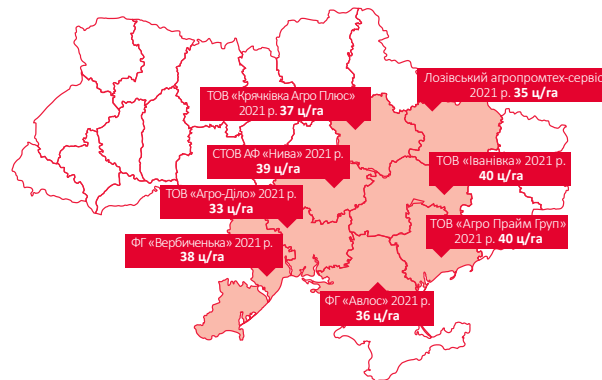 ТОВ «Крячківка Агро Плюс»
2021 р. 37 ц/га
Лозівський агропромтех-сервіс
2021 р. 35 ц/га
СТОВ АФ «Нива» 2021 р.
39 ц/га
ТОВ «Іванівка» 2021 р.
40 ц/га
ТОВ «Агро-Діло» 2021 р.
33 ц/га
ТОВ «Агро Прайм Груп»
2021 р. 40 ц/га
ФГ «Вербиченька» 2021 р.
38 ц/га
ФГ «Авлос» 2021 р.
36 ц/га